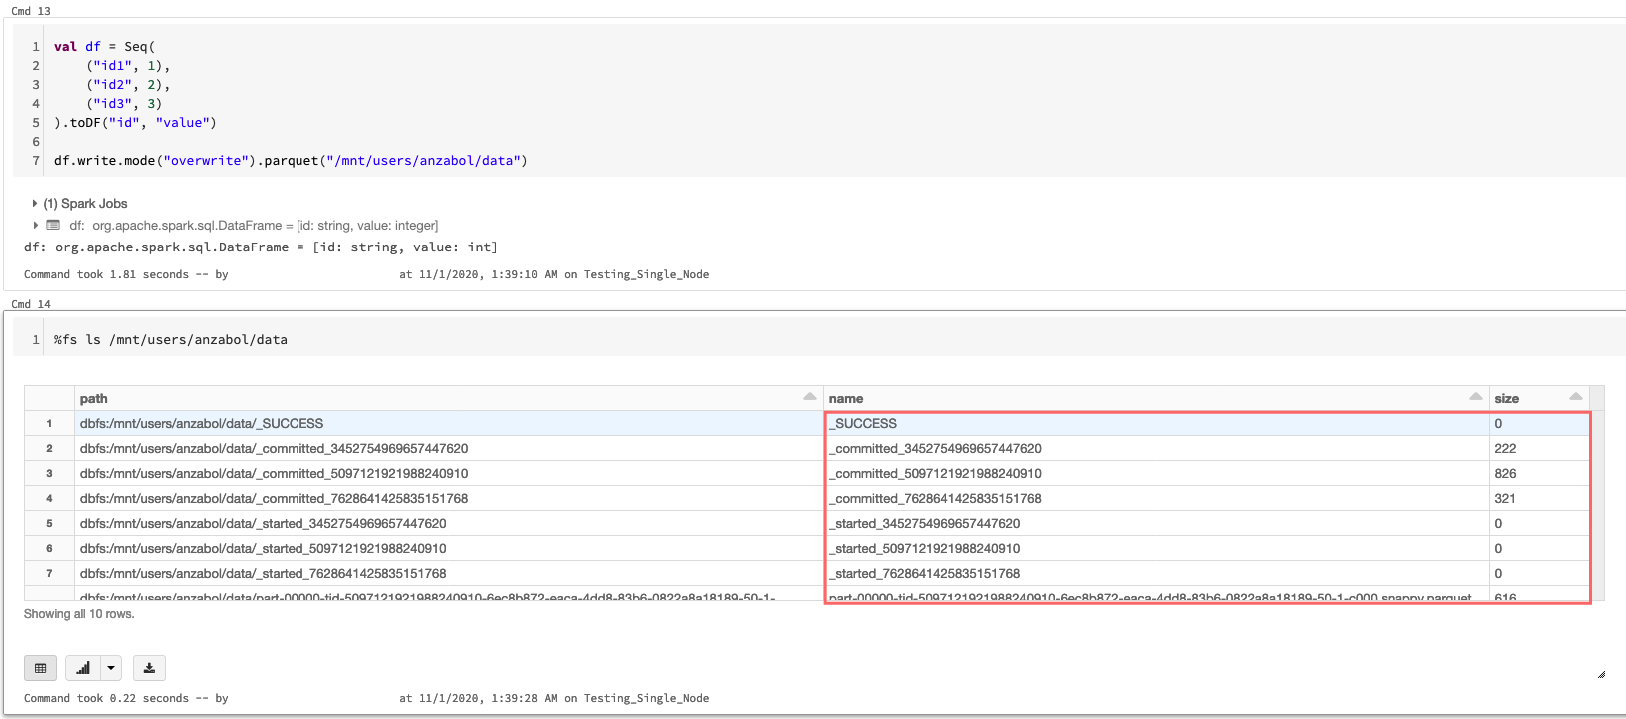 Cmd 13
1 val df = Seq(
2 ("id1", 1),
3 ("id2", 2),
4 ("id3", 3)
5 ).toDF("id", "value")
6
7 df.write.mode("overwrite").parquet("/mnt/users/anzabol/data")
(1) Spark Jobs
df: org.apache.spark.sql.DataFrame = [id: string, value: integer]
df: org.apache.spark.sql.DataFrame = [id: string, value: int]
Command took 1.81 seconds -- by at 11/1/2020, 1:39:10 AM on Testing_Single_Node
Cmd 14
1 %fs ls /mnt/users/anzabol/data
path name size
1 dbfs:/mnt/users/anzabol/data/_SUCCESS _SUCCESS 0
2 dbfs:/mnt/users/anzabol/data/_committed_3452754969657447620 _committed_3452754969657447620 222
3 dbfs:/mnt/users/anzabol/data/_committed_5097121921988240910 _committed_5097121921988240910 826
4 dbfs:/mnt/users/anzabol/data/_committed_7628641425835151768 _committed_7628641425835151768 321
5 dbfs:/mnt/users/anzabol/data/_started_3452754969657447620 _started_3452754969657447620 0
6 dbfs:/mnt/users/anzabol/data/_started_5097121921988240910 _started_5097121921988240910 0
7 dbfs:/mnt/users/anzabol/data/_started_7628641425835151768 _started_7628641425835151768 0
dbfs:/mnt/users/anzabol/data/part-00000-tid-5097121921988240910-6ec8b872-eaca-4dd8-83b6-0822a8a18189-50-1- part-00000-tid-5097121921988240910-6ec8b872-eaca-4dd8-83b6-0822a8a18189-50-1-c000.snappy.parquet 616
Showing all 10 rows.
Command took 0.22 seconds -- by at 11/1/2020, 1:39:28 AM on Testing_Single_Node